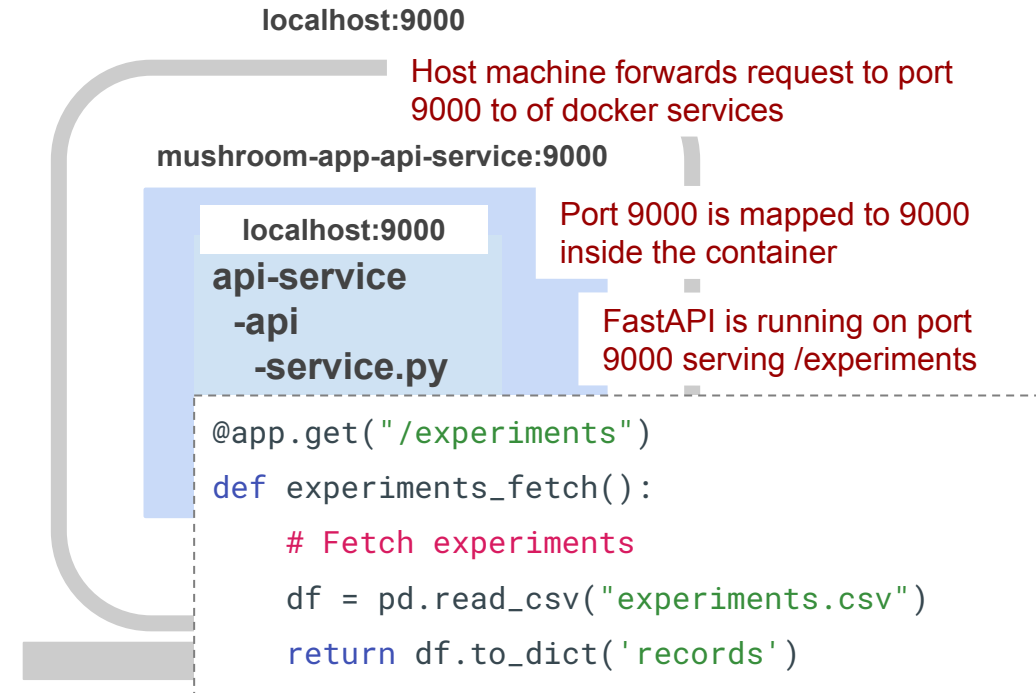 localhost:9000
Host machine forwards request to port
9000 to of docker services
mushroom-app-api-service:9000
Port 9000 is mapped to 9000
inside the container
localhost:9000
api-service
-api
-service.py
FastAPI is running on port
9000 serving /experiments
@app.get("/experiments")
def experiments_fetch():
    # Fetch experiments
    df = pd.read_csv("experiments.csv")
    return df.to_dict('records')